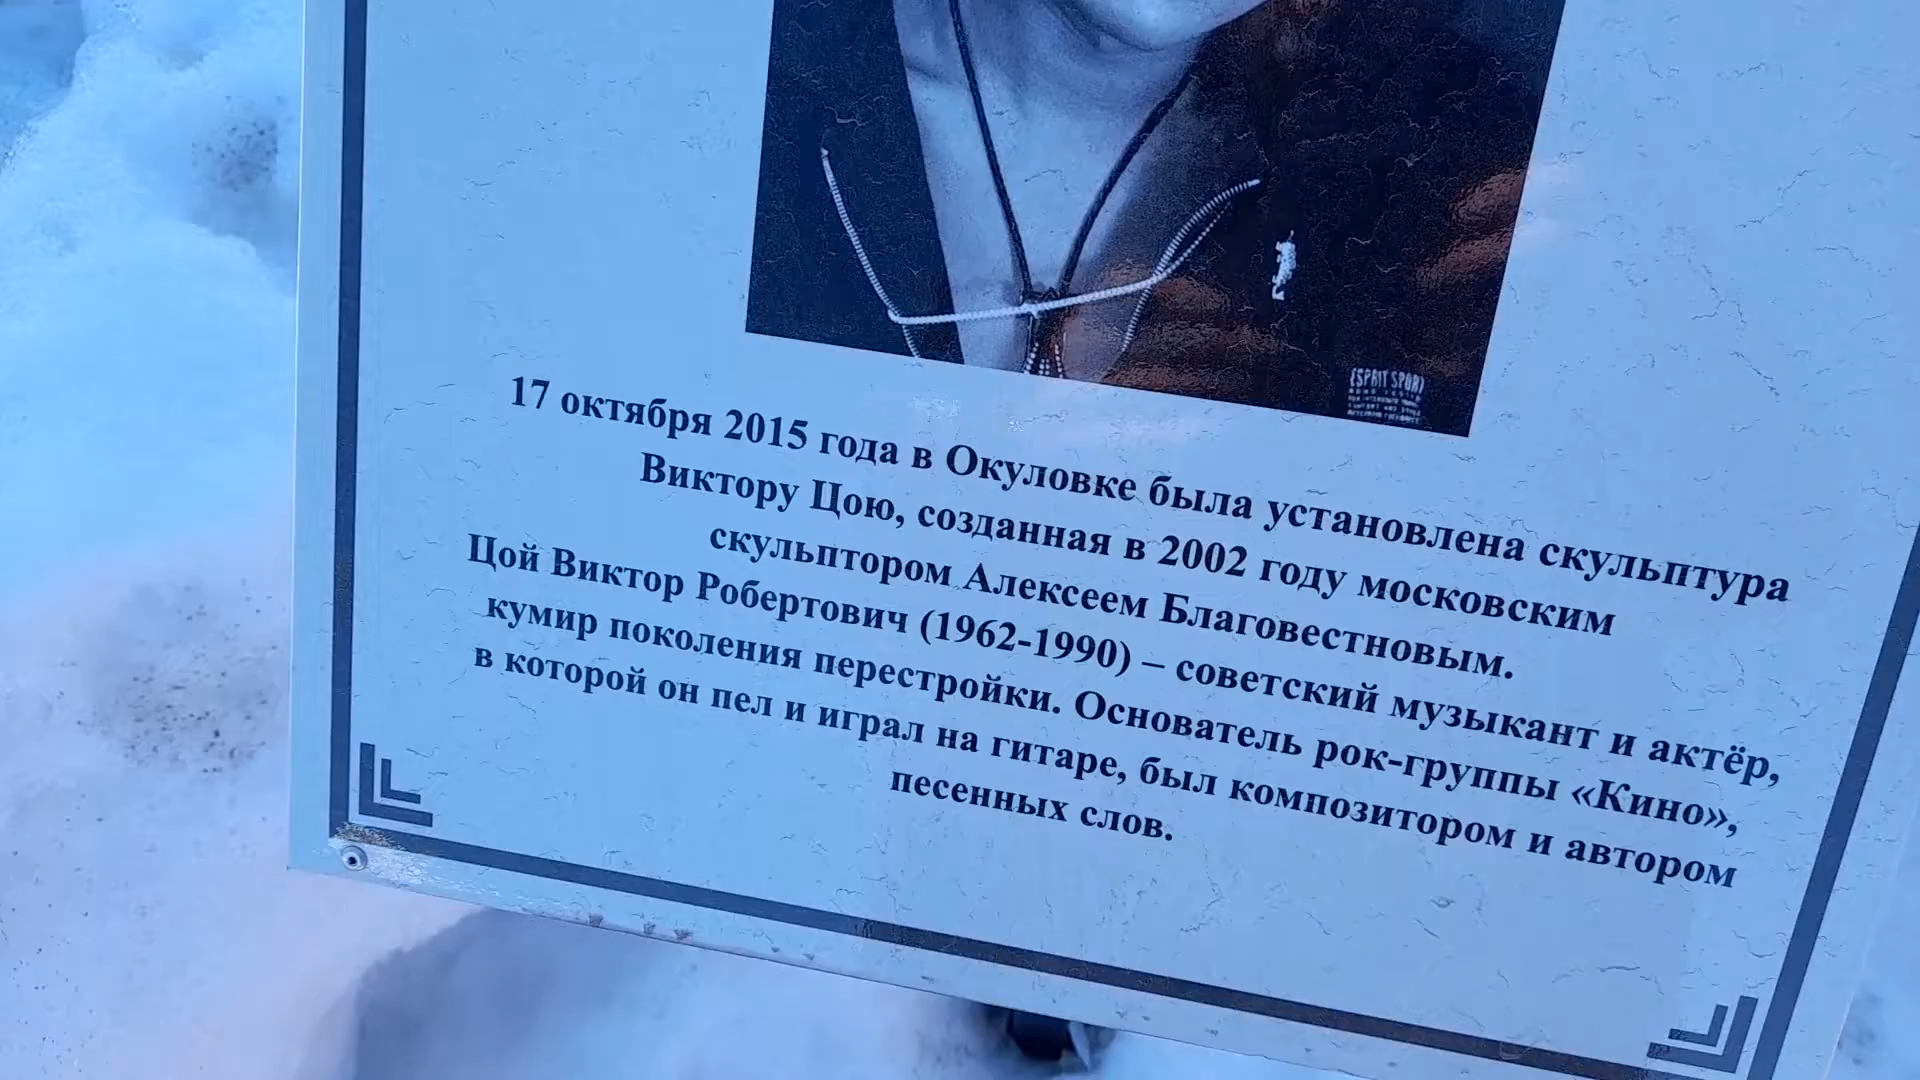 ESPRIT SPORT
17 октября 2015 года в Окуловке была установлена скульптура
Виктору Цою, созданная в 2002 году московским
скульптором Алексеем Благовестновым.
Цой Виктор Робертович (1962-1990) – советский музыкант и актёр,
кумир поколения перестройки. Основатель рок-группы «Кино»,
в которой он пел и играл на гитаре, был композитором и автором
песенных слов.